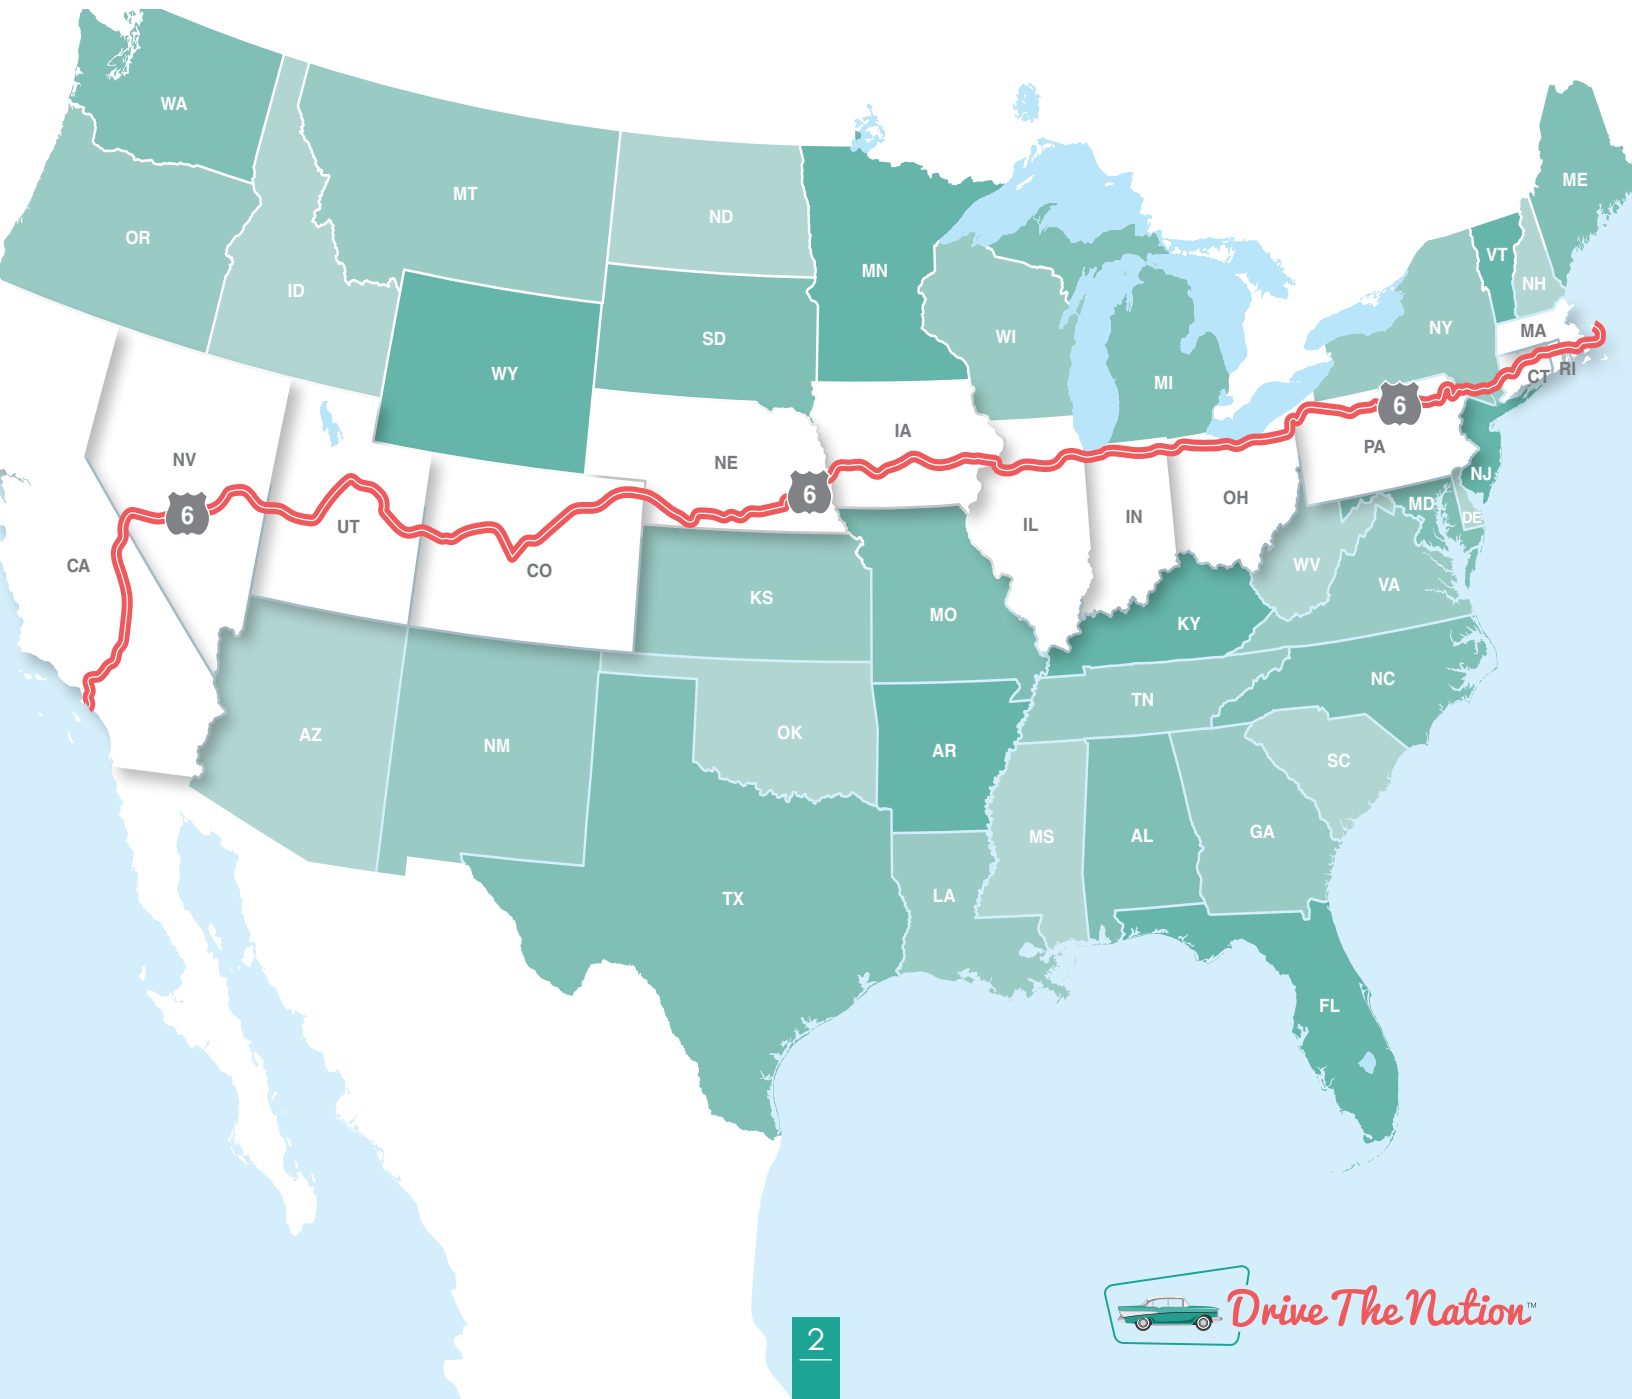 WA
ME
MT
ND
OR
VT
MN
NH
ID
NY
MA
WI
SD
RI
WY
CT
MI
6
IA
PA
NV
NE
NJ
6
OH
MD
6
DE
IL
IN
UT
CA
CO
WV
VA
KS
MO
KY
NC
TN
OK
AZ
NM
AR
SC
GA
MS
AL
LA
TX
FL
Drive The Nation™
2